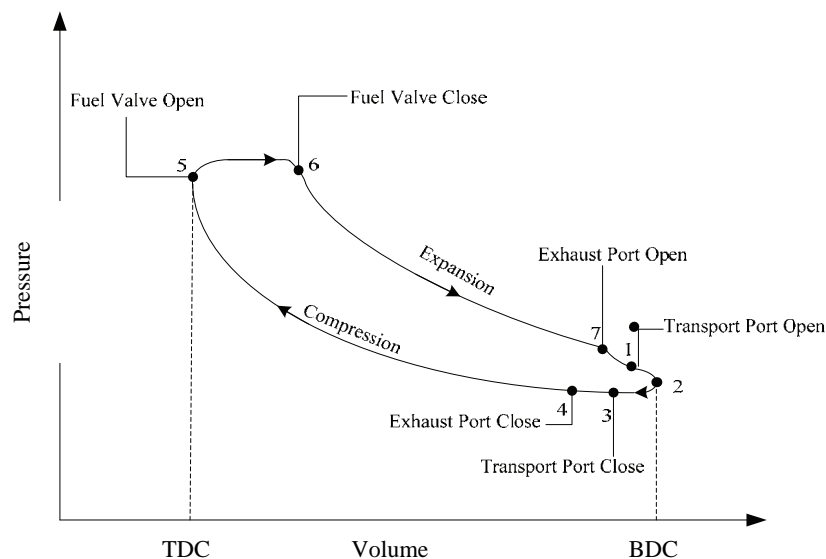 Fuel Valve Open
Fuel Valve Close
5
6
Expansion
Exhaust Port Open
Pressure
Compression
7
1
Transport Port Open
2
4
3
Exhaust Port Close
Transport Port Close
TDC
Volume
BDC